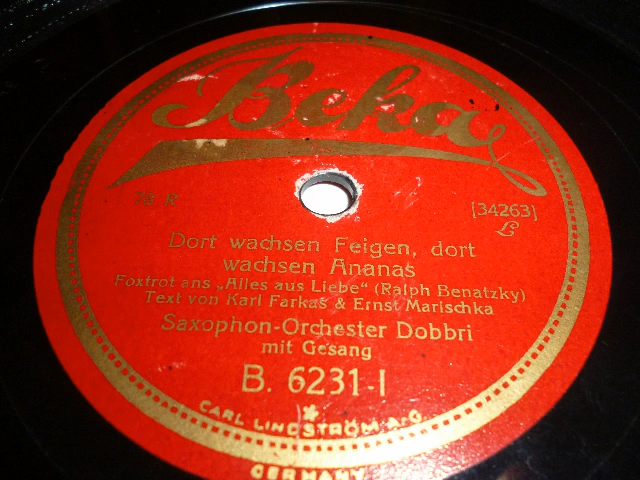 Beka
78 R
[34263]
L
Dort wachsen Feigen, dort
wachsen Ananas
Foxtrot ans „Alles aus Liebe“ (Ralph Benatzky)
Text von Karl Farkas & Ernst Marischka
Saxophon-Orchester Dobbri
mit Gesang
B. 6231-I
CARL LINDSTRÖM A.-G.
GERMANY